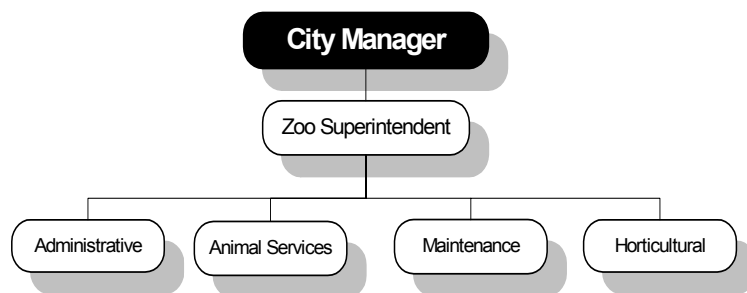 City Manager
Zoo Superintendent
Administrative
Animal Services
Maintenance
Horticultural